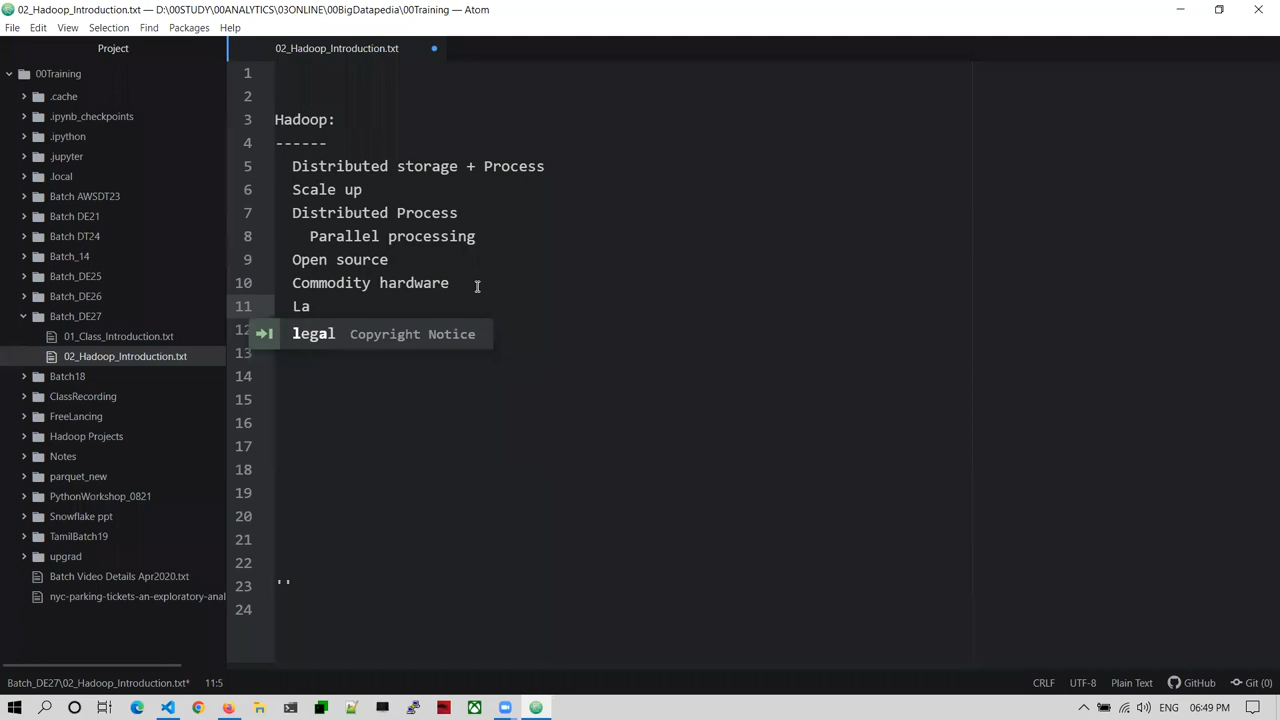 02_Hadoop_Introduction.txt — D:\00STUDY\00ANALYTICS\03ONLINE\00BigDatapedia\00Training — Atom
File Edit View Selection Find Packages Help
Project
02_Hadoop_Introduction.txt
00Training
.cache
.ipynb_checkpoints
.ipython
.jupyter
.local
Batch AWSDT23
Batch DE21
Batch DT24
Batch_14
Batch_DE25
Batch_DE26
Batch_DE27
01_Class_Introduction.txt
02_Hadoop_Introduction.txt
Batch18
ClassRecording
FreeLancing
Hadoop Projects
Notes
parquet_new
PythonWorkshop_0821
Snowflake ppt
TamilBatch19
upgrad
Batch Video Details Apr2020.txt
nyc-parking-tickets-an-exploratory-anal
1
2
3 Hadoop:
4 ------
5 Distributed storage + Process
6 Scale up
7 Distributed Process
8 Parallel processing
9 Open source
10 Commodity hardware
11 La
12 legal Copyright Notice
13
14
15
16
17
18
19
20
21
22
23 ''
24
Batch_DE27\02_Hadoop_Introduction.txt* 11:5 CRLF UTF-8 Plain Text GitHub Git (0)
ENG 06:49 PM